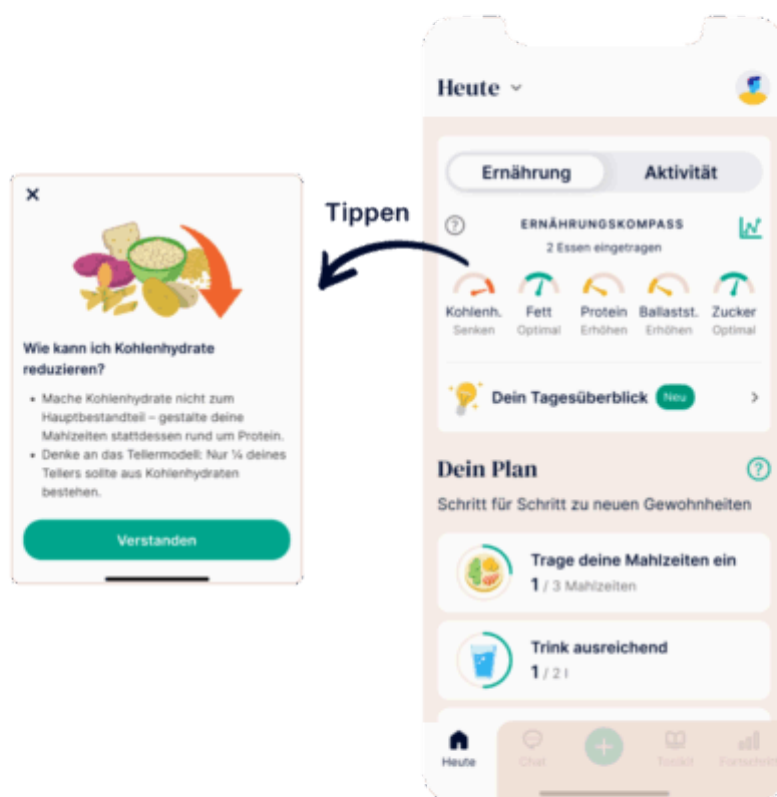 Heute
Ernährung
Aktivität
Tippen
?
ERNÄHRUNGSKOMPASS
2 Essen eingetragen
Kohlenh.
Fett
Protein
Ballastst.
Zucker
Senken
Optimal
Erhöhen
Erhöhen
Optimal
Wie kann ich Kohlenhydrate
reduzieren?
• Mache Kohlenhydrate nicht zum
Hauptbestandteil – gestalte deine
Mahlzeiten stattdessen rund um Protein.
• Denke an das Tellermodell: Nur ¼ deines
Tellers sollte aus Kohlenhydraten
bestehen.
Verstanden
Dein Tagesüberblick
Neu
Dein Plan
?
Schritt für Schritt zu neuen Gewohnheiten
Trage deine Mahlzeiten ein
1 / 3 Mahlzeiten
Trink ausreichend
1 / 2 l
Heute
Chat
Toolkit
Fortschritt